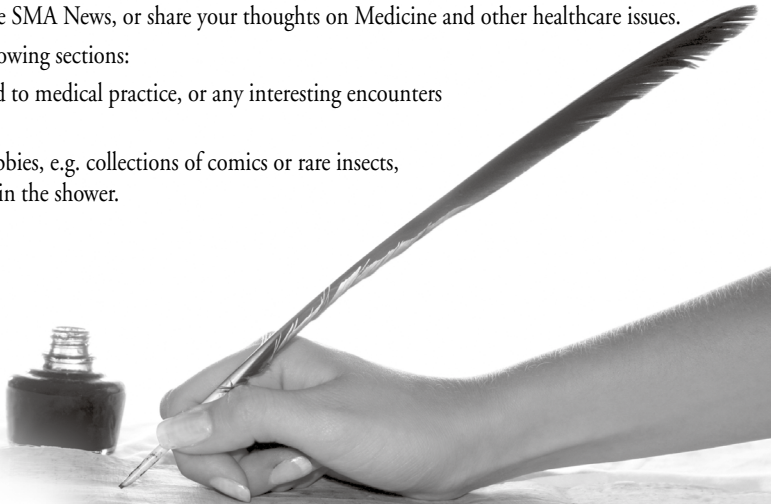 e SMA News, or share your thoughts on Medicine and other healthcare issues.
owing sections:
d to medical practice, or any interesting encounters
bbies, e.g. collections of comics or rare insects,
in the shower.